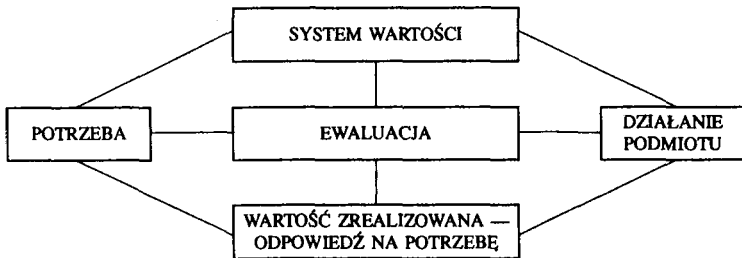 SYSTEM WARTOŚCI
POTRZEBA
EWALUACJA
DZIAŁANIE
PODMIOTU
WARTOŚĆ ZREALIZOWANA —
ODPOWIEDŹ NA POTRZEBĘ